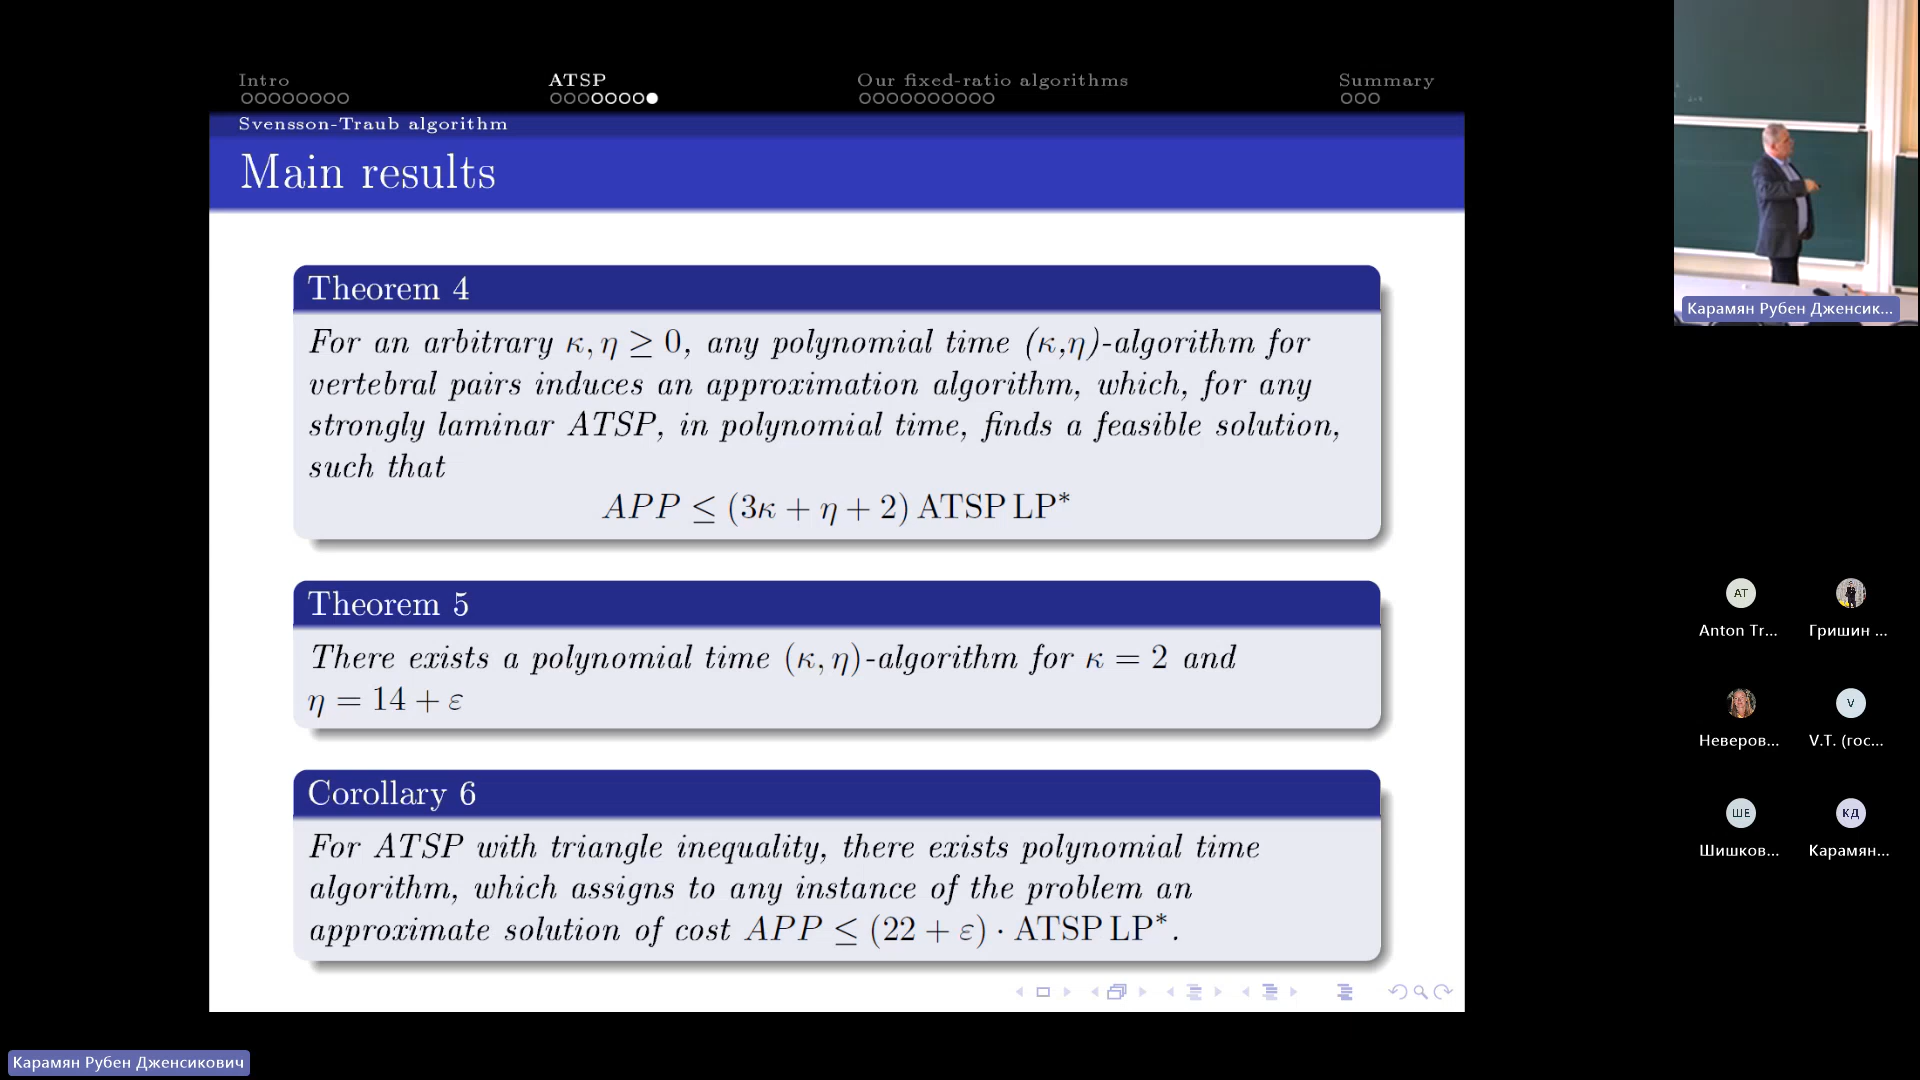 Intro
ATSP
Our fixed-ratio algorithms
Summary
Svensson-Traub algorithm
Main results
Theorem 4
For an arbitrary κ, η ≥ 0, any polynomial time (κ,η)-algorithm for
vertebral pairs induces an approximation algorithm, which, for any
strongly laminar ATSP, in polynomial time, finds a feasible solution,
such that
APP ≤ (3κ + η + 2) ATSP LP*
Theorem 5
There exists a polynomial time (κ, η)-algorithm for κ = 2 and
η = 14 + ε
Corollary 6
For ATSP with triangle inequality, there exists polynomial time
algorithm, which assigns to any instance of the problem an
approximate solution of cost APP ≤ (22 + ε) · ATSP LP*.
Карамян Рубен Дженсик...
AT
Anton Tr...
Гришин ...
Неверов...
V
V.T. (гос...
ШЕ
Шишков...
КД
Карамян...
Карамян Рубен Дженсикович